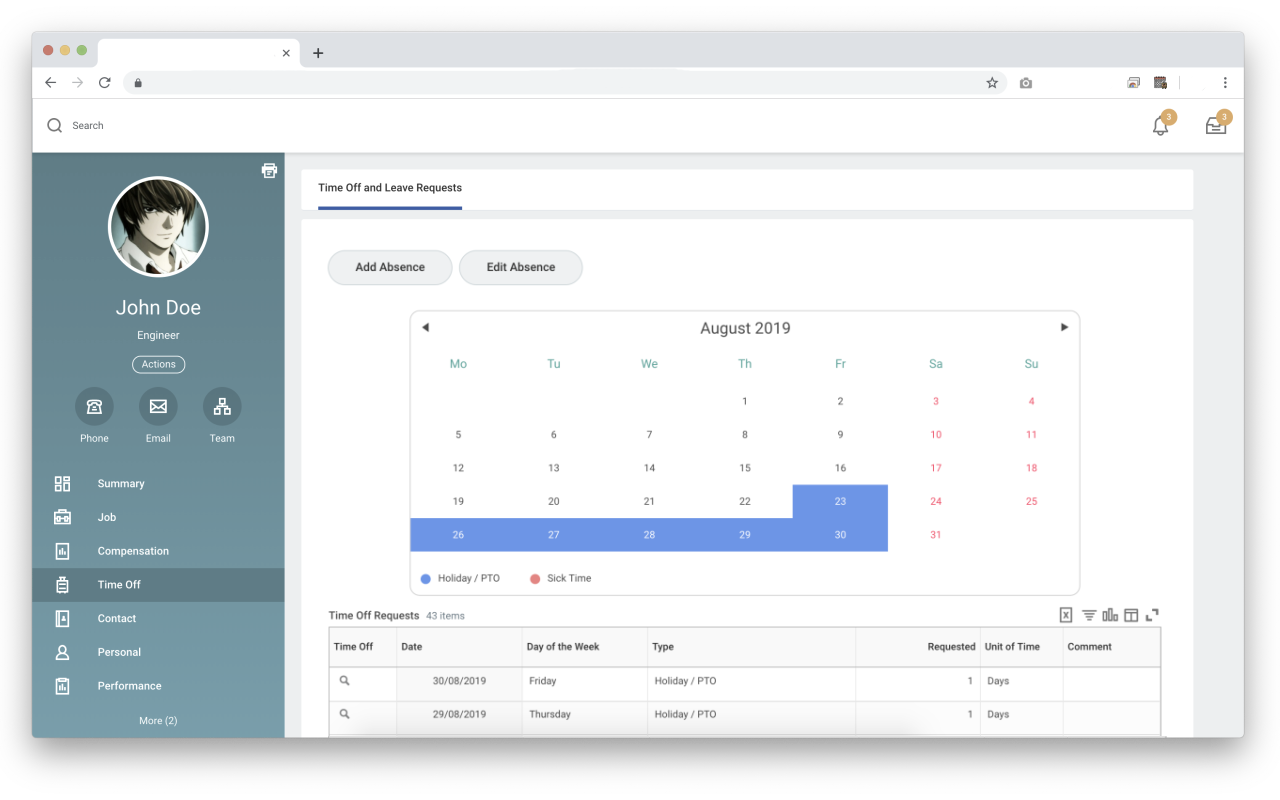 Search
3
3
John Doe
Engineer
Actions
Phone Email Team
Summary
Job
Compensation
Time Off
Contact
Personal
Performance
More (2)
Time Off and Leave Requests
Add Absence Edit Absence
August 2019
Mo Tu We Th Fr Sa Su
1 2 3 4
5 6 7 8 9 10 11
12 13 14 15 16 17 18
19 20 21 22 23 24 25
26 27 28 29 30 31
Holiday / PTO Sick Time
Time Off Requests 43 items
Time Off Date Day of the Week Type Requested Unit of Time Comment
30/08/2019 Friday Holiday / PTO 1 Days
29/08/2019 Thursday Holiday / PTO 1 Days